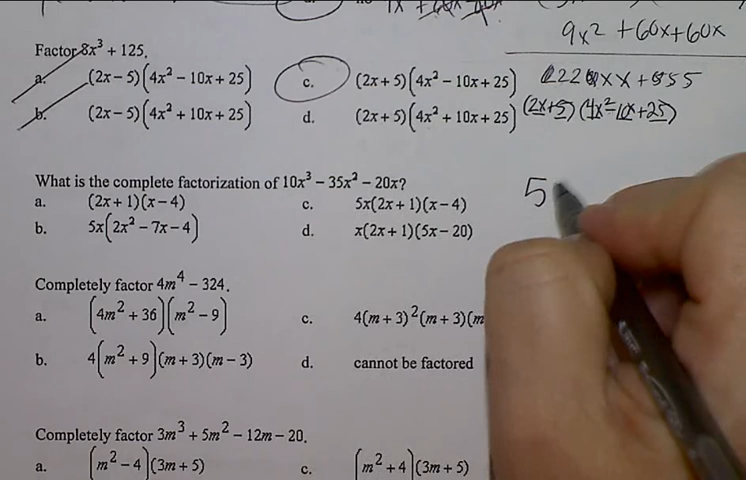 9x² + 60x + 60x
Factor 8x³ + 125.
a. (2x − 5)(4x² − 10x + 25) c. (2x + 5)(4x² − 10x + 25)
b. (2x − 5)(4x² + 10x + 25) d. (2x + 5)(4x² + 10x + 25) (2x+5)(4x²−10x+25)
What is the complete factorization of 10x³ − 35x² − 20x?
a. (2x + 1)(x − 4) c. 5x(2x + 1)(x − 4) 5
b. 5x(2x² − 7x − 4) d. x(2x + 1)(5x − 20)
Completely factor 4m⁴ − 324.
a. (4m² + 36)(m² − 9) c. 4(m + 3)²(m + 3)(m
b. 4(m² + 9)(m + 3)(m − 3) d. cannot be factored
Completely factor 3m³ + 5m² − 12m − 20.
a. (m² − 4)(3m + 5) c. (m² + 4)(3m + 5)